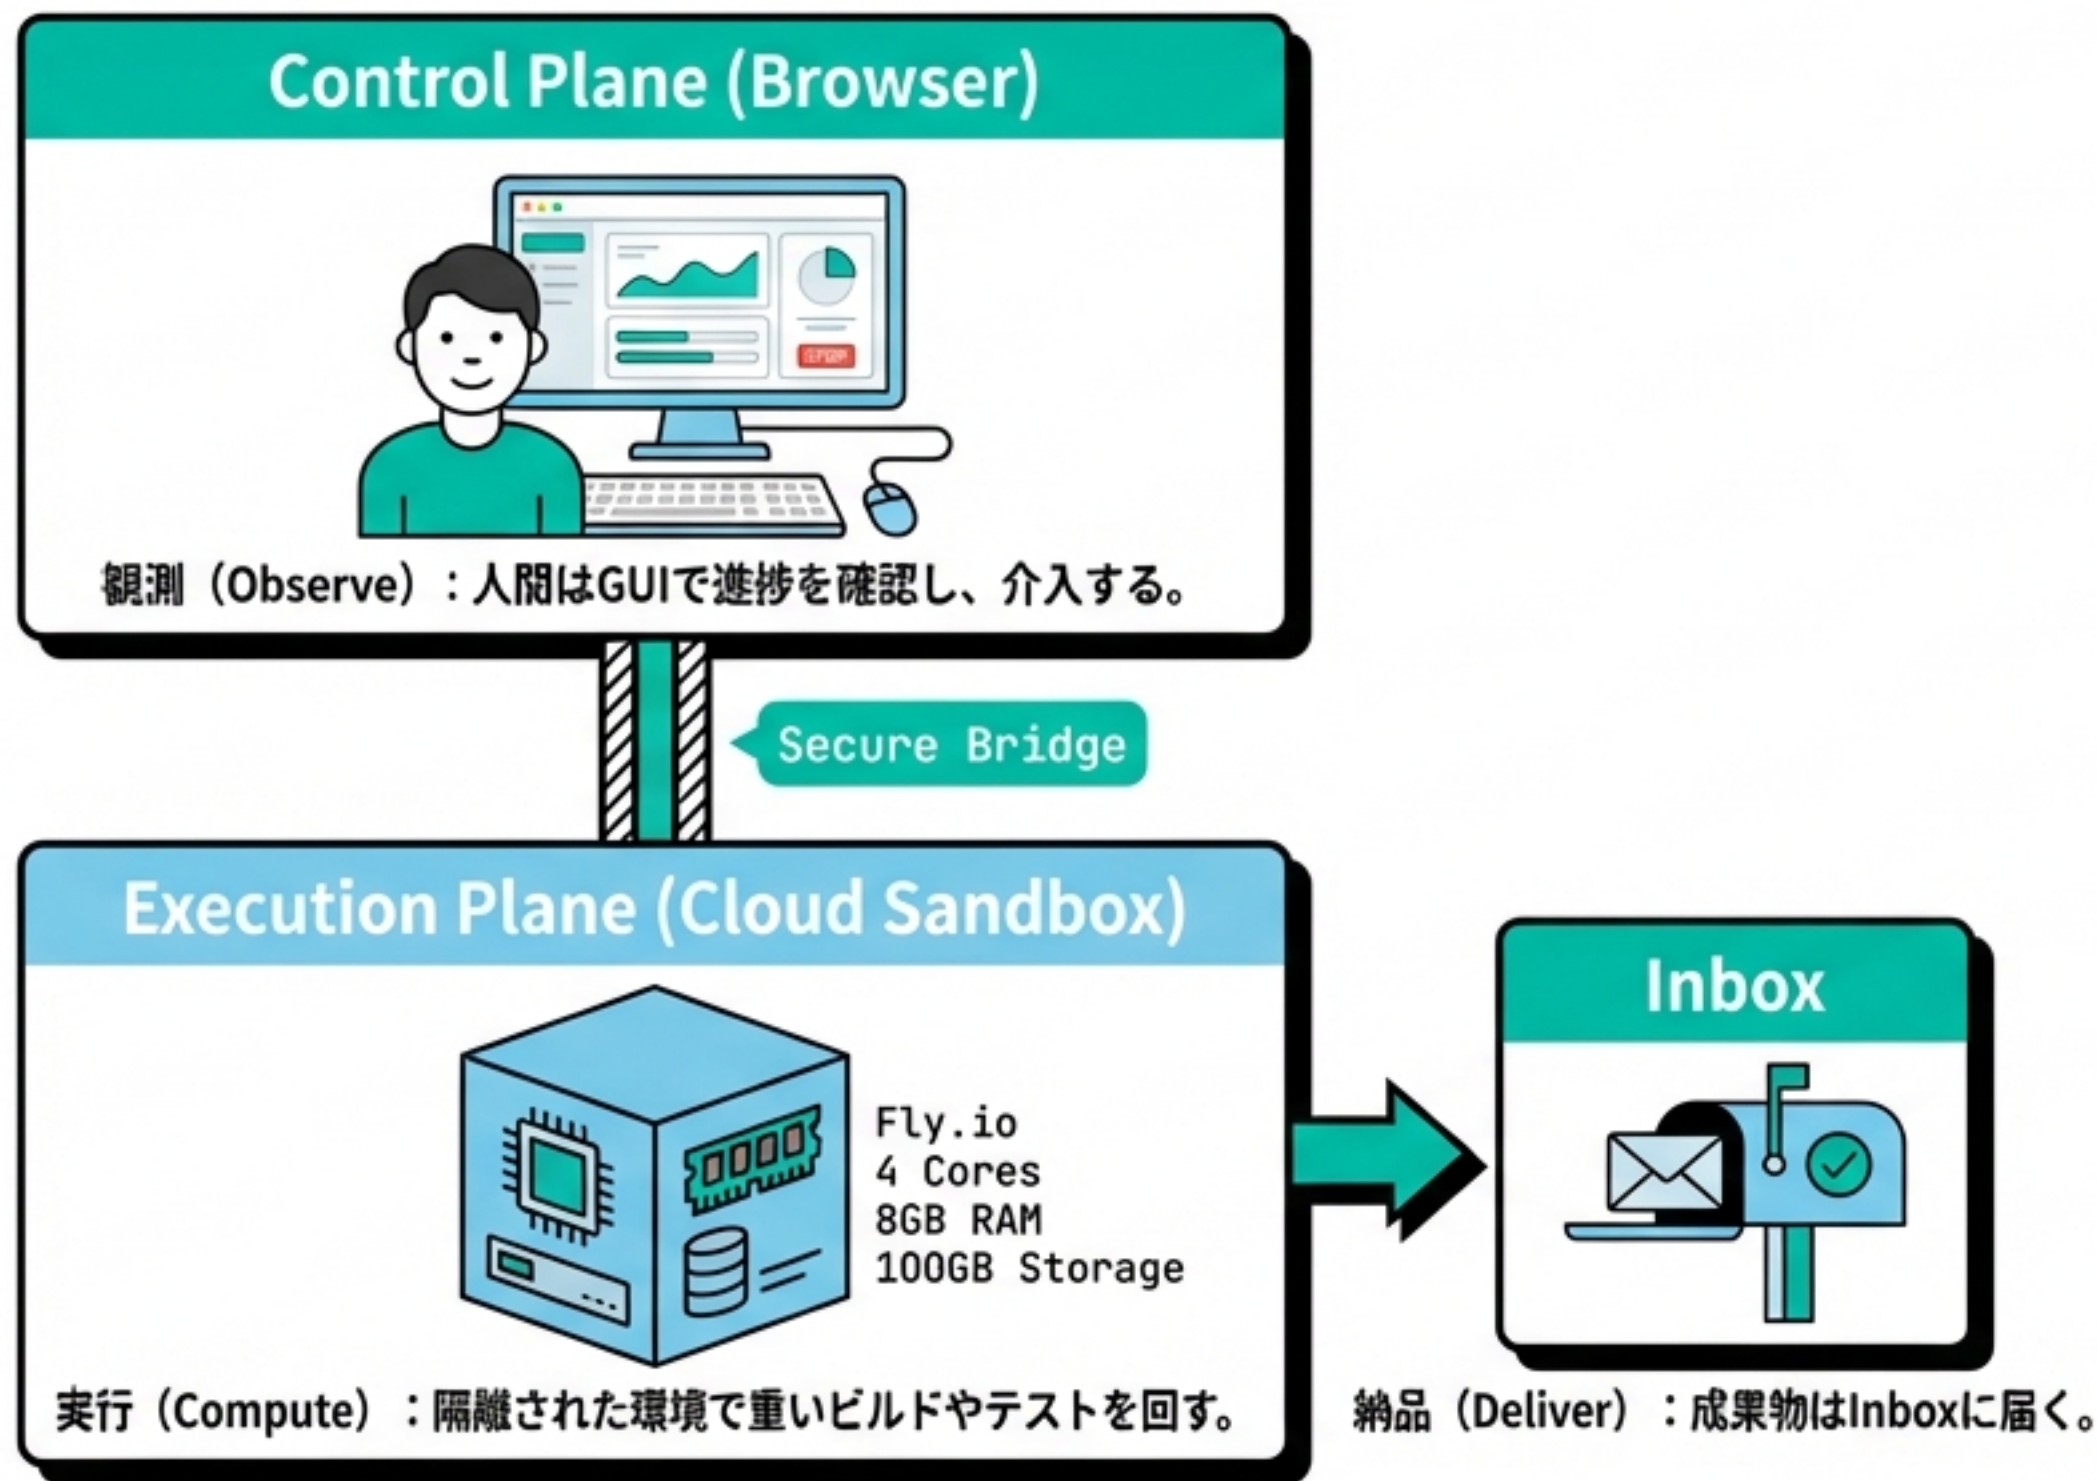 Control Plane (Browser)
観測（Observe）：人間はGUIで進捗を確認し、介入する。
Secure Bridge
Execution Plane (Cloud Sandbox)
Fly.io
4 Cores
8GB RAM
100GB Storage
実行（Compute）：隔離された環境で重いビルドやテストを回す。
Inbox
納品（Deliver）：成果物はInboxに届く。